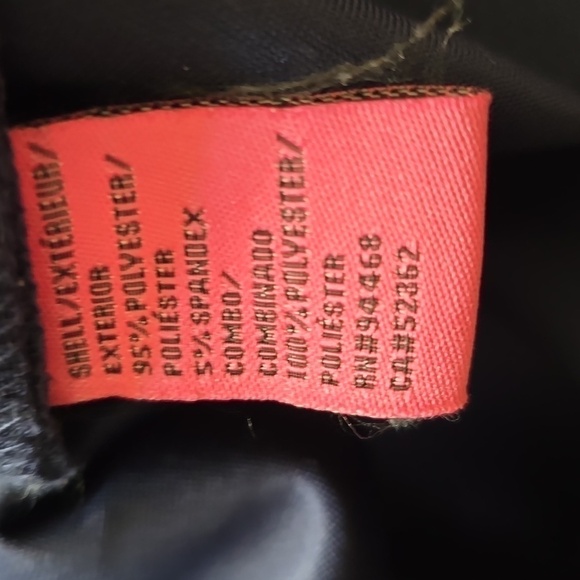 SHELL/EXTÉRIEUR/
EXTERIOR
95% POLYESTER/
POLIÉSTER
5% SPANDEX
COMBO/
COMBINADO
100% POLYESTER/
POLIÉSTER
RN#94468
CA#52362